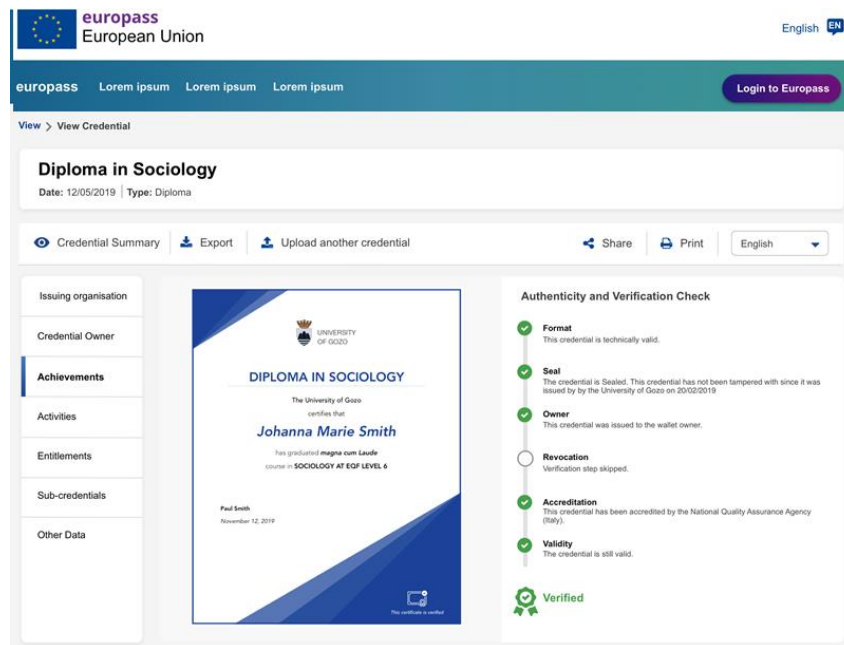 europass
European Union
English EN
europass Lorem ipsum Lorem ipsum Lorem ipsum Login to Europass
View > View Credential
Diploma in Sociology
Date: 12/05/2019 | Type: Diploma
Credential Summary Export Upload another credential Share Print English
Issuing organisation
Credential Owner
Achievements
Activities
Entitlements
Sub-credentials
Other Data
UNIVERSITY
OF GOZO
DIPLOMA IN SOCIOLOGY
The University of Gozo
certifies that
Johanna Marie Smith
has graduated magna cum Laude
course in SOCIOLOGY AT EQF LEVEL 6
Paul Smith
November 12, 2019
This certificate is verified
Authenticity and Verification Check
Format
This credential is technically valid.
Seal
The credential is Sealed. This credential has not been tampered with since it was
issued by by the University of Gozo on 20/02/2019
Owner
This credential was issued to the wallet owner.
Revocation
Verification step skipped.
Accreditation
This credential has been accredited by the National Quality Assurance Agency
(Italy).
Validity
The credential is still valid.
Verified